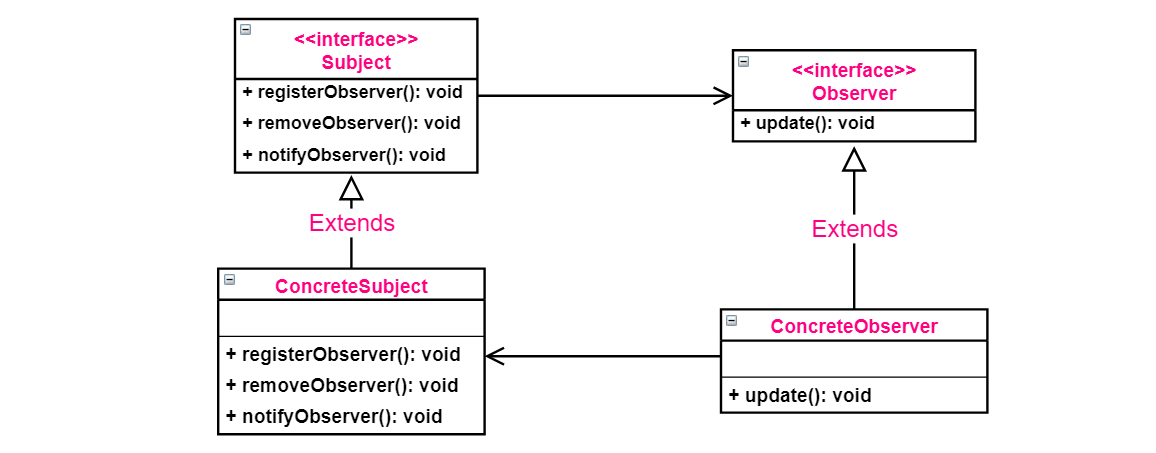 <<interface>>
Subject
+ registerObserver(): void
+ removeObserver(): void
+ notifyObserver(): void
<<interface>>
Observer
+ update(): void
Extends
Extends
ConcreteSubject
+ registerObserver(): void
+ removeObserver(): void
+ notifyObserver(): void
ConcreteObserver
+ update(): void